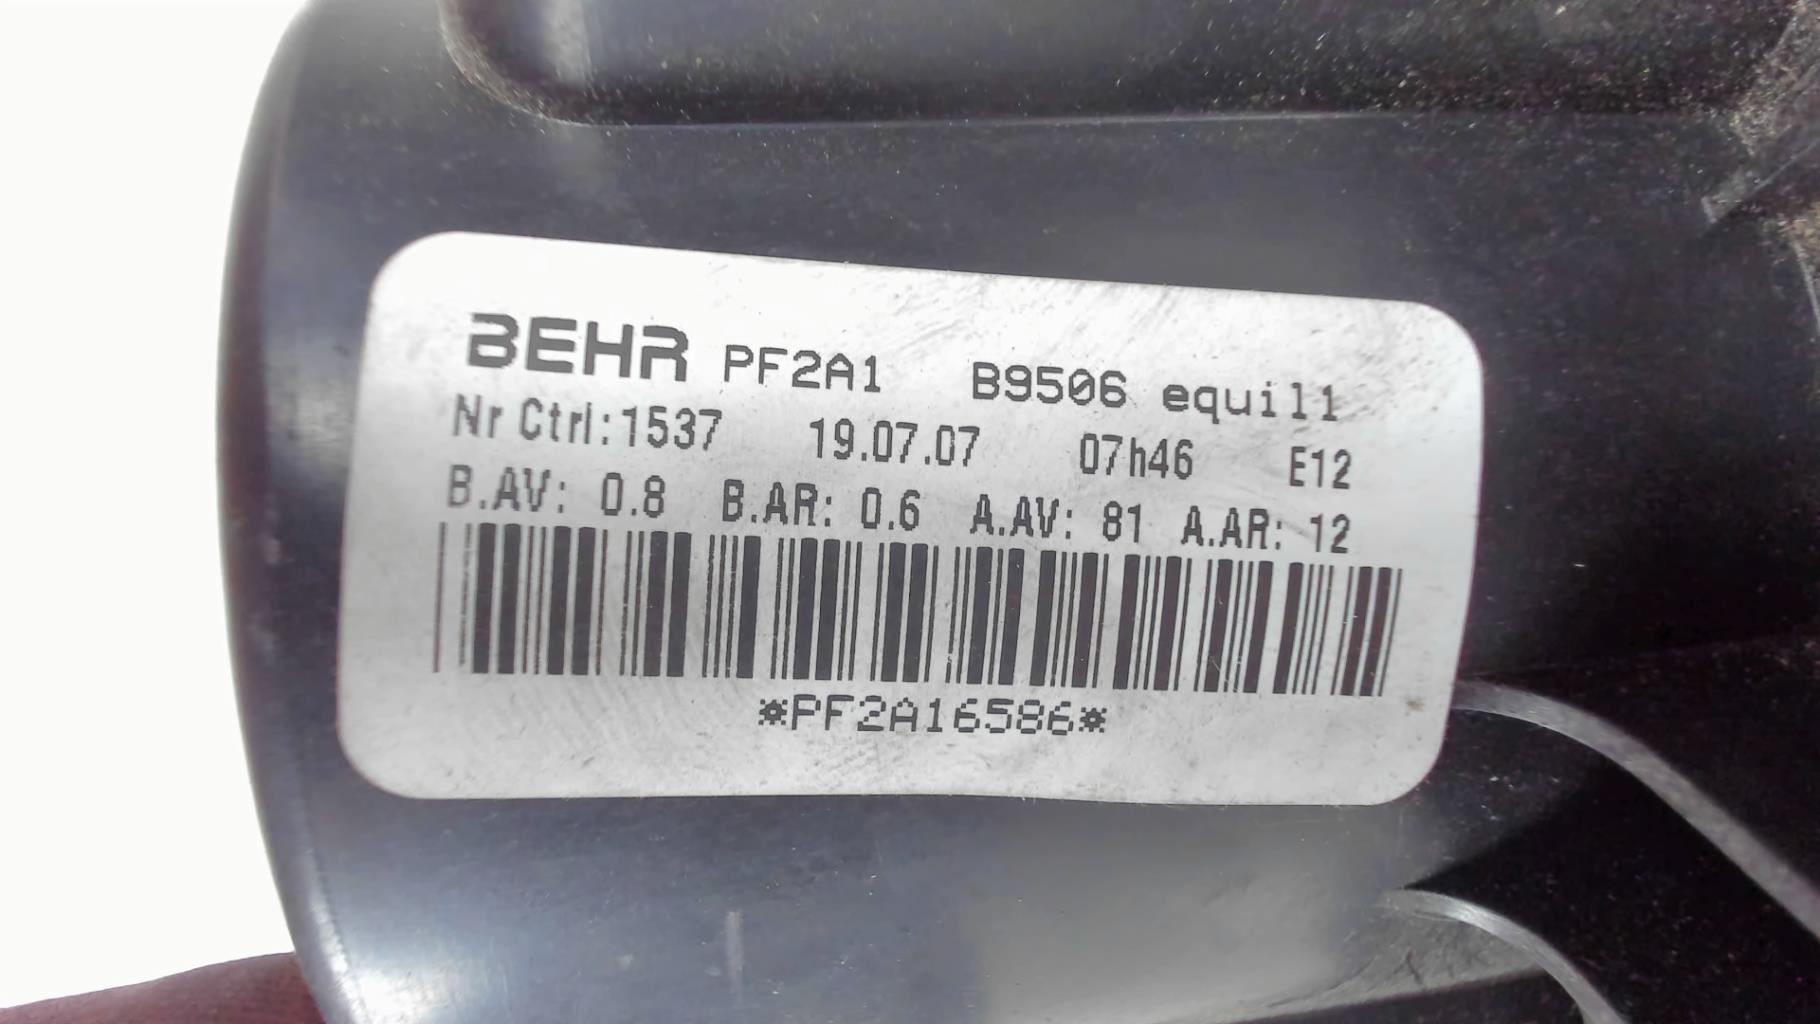 BEHR PF2A1 B9506 equil1
Nr Ctrl:1537 19.07.07 07h46 E12
B.AV: 0.8 B.AR: 0.6 A.AV: 81 A.AR: 12
*PF2A16586*